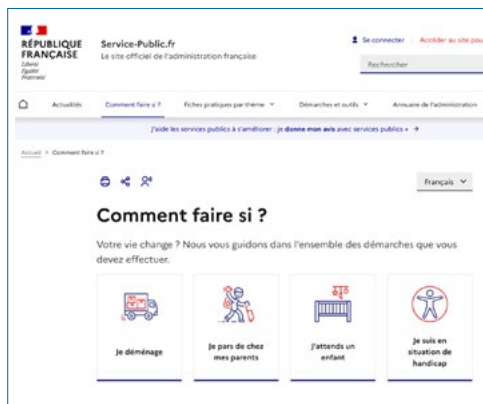 RÉPUBLIQUE
FRANÇAISE
Liberté
Égalité
Fraternité
Service-Public.fr
Le site officiel de l'administration française
Se connecter
Accéder au site pour
Rechercher
Actualités
Comment faire si ?
Fiches pratiques par thème
Démarches et outils
Annuaire de l'administration
J'aide les services publics à s'améliorer : je donne mon avis avec services publics + →
Accueil > Comment faire si ?
Français
Comment faire si ?
Votre vie change ? Nous vous guidons dans l'ensemble des démarches que vous
devez effectuer.
Je déménage
Je pars de chez
mes parents
J'attends un
enfant
Je suis en
situation de
handicap